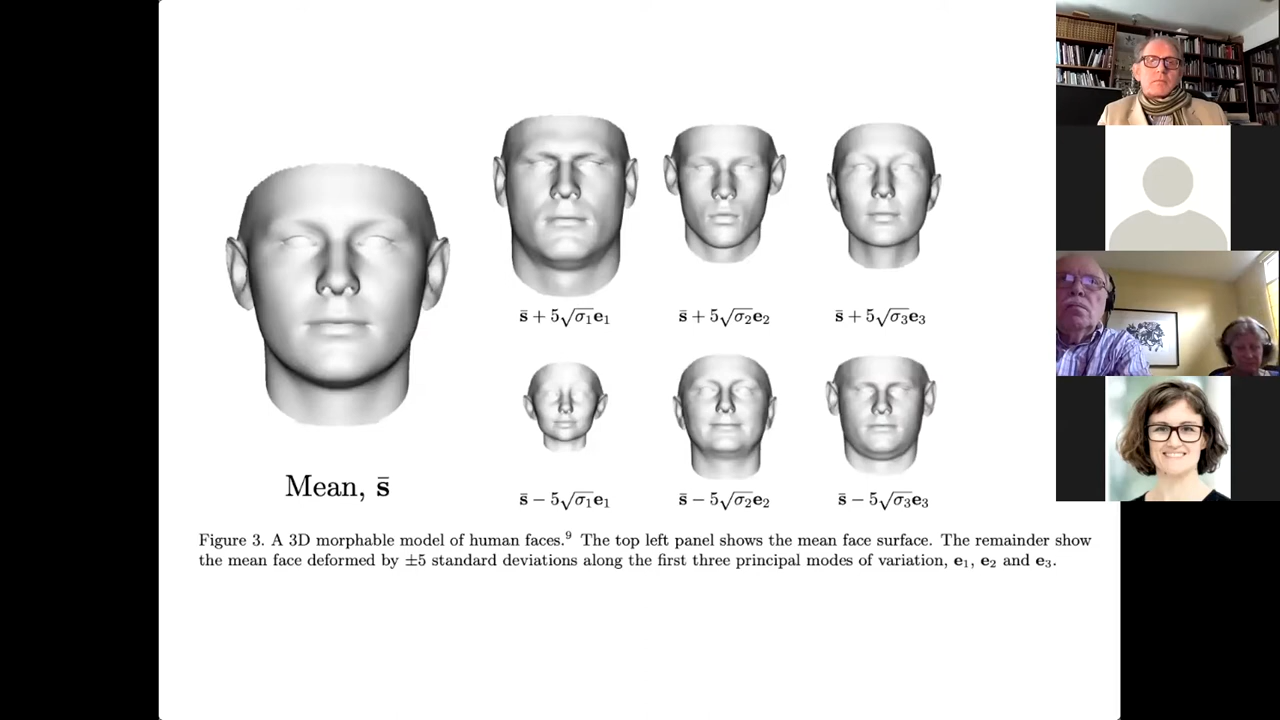 s̄ + 5√σ₁e₁
s̄ + 5√σ₂e₂
s̄ + 5√σ₃e₃
Mean, s̄
s̄ − 5√σ₁e₁
s̄ − 5√σ₂e₂
s̄ − 5√σ₃e₃
Figure 3. A 3D morphable model of human faces.⁹ The top left panel shows the mean face surface. The remainder show
the mean face deformed by ±5 standard deviations along the first three principal modes of variation, e₁, e₂ and e₃.